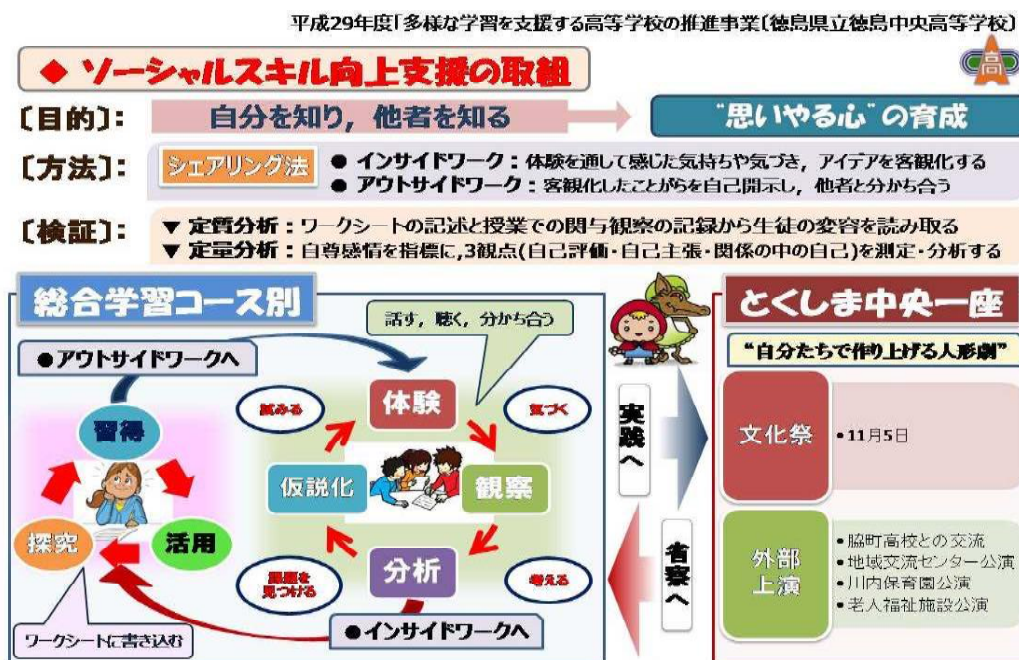 平成29年度「多様な学習を支援する高等学校の推進事業〔徳島県立徳島中央高等学校〕
高
◆ ソーシャルスキル向上支援の取組
〔目的〕：
自分を知り，他者を知る
“思いやる心”の育成
〔方法〕：
シェアリング法
● インサイドワーク：体験を通して感じた気持ちや気づき，アイデアを客観化する
● アウトサイドワーク：客観化したことがらを自己開示し，他者と分かち合う
〔検証〕：
▼ 定質分析：ワークシートの記述と授業での関与観察の記録から生徒の変容を読み取る
▼ 定量分析：自尊感情を指標に,3観点(自己評価・自己主張・関係の中の自己)を測定・分析する
総合学習コース別
話す，聴く，分かち合う
●アウトサイドワークへ
習得
活用
探究
ワークシートに書き込む
試みる
体験
気づく
仮説化
観察
課題を
見つける
分析
考える
●インサイドワークへ
実践へ
省察へ
とくしま中央一座
“自分たちで作り上げる人形劇”
文化祭
・11月5日
外部
上演
・脇町高校との交流
・地域交流センター公演
・川内保育園公演
・老人福祉施設公演